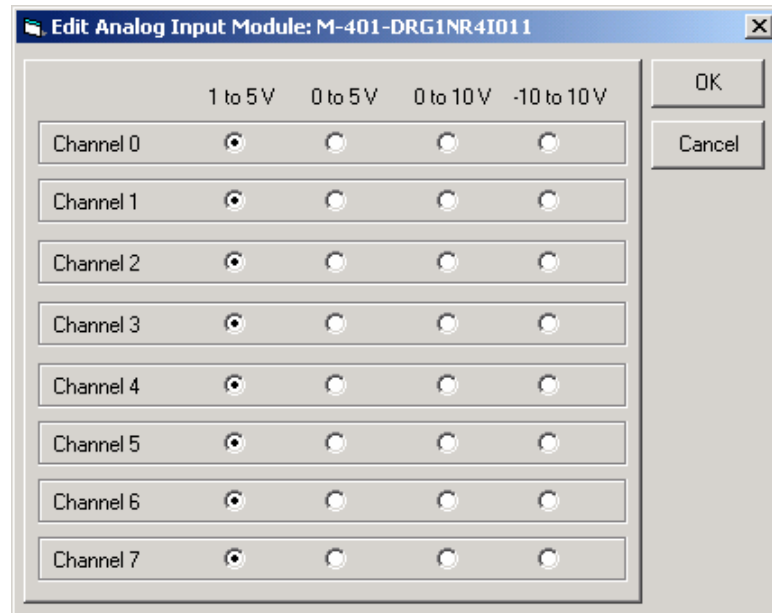 Edit Analog Input Module: M-401-DRG1NR4I011
1 to 5 V 0 to 5 V 0 to 10 V -10 to 10 V
OK
Channel 0
Cancel
Channel 1
Channel 2
Channel 3
Channel 4
Channel 5
Channel 6
Channel 7